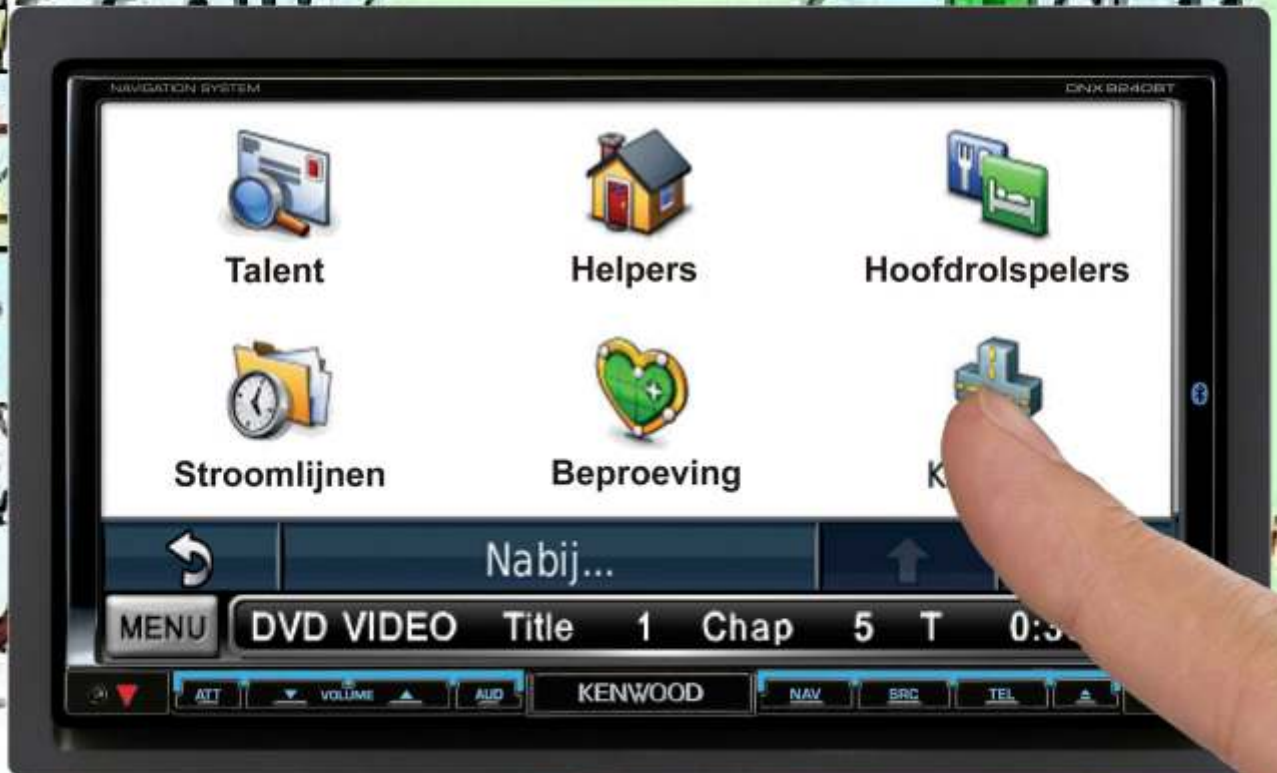 NAVIGATION SYSTEM DNX9240BT
Talent Helpers Hoofdrolspelers
Stroomlijnen Beproeving
Nabij...
MENU DVD VIDEO Title 1 Chap 5 T
ATT VOLUME AUD KENWOOD NAV SRC TEL